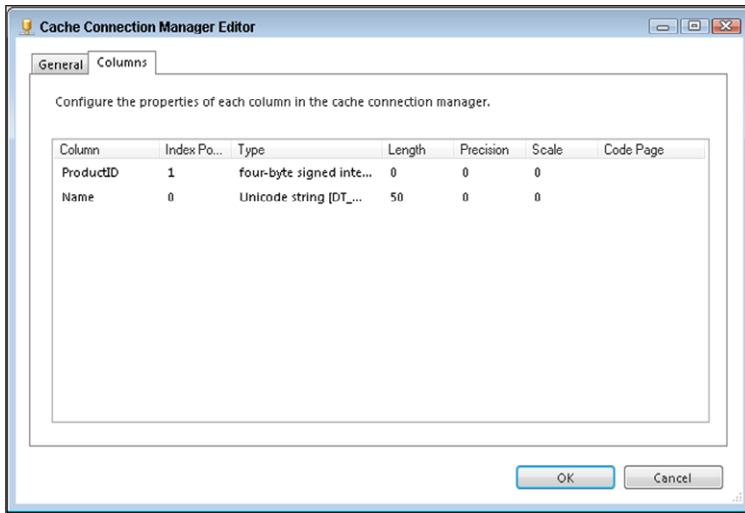 Cache Connection Manager Editor
General Columns
Configure the properties of each column in the cache connection manager.
Column Index Po... Type Length Precision Scale Code Page
ProductID 1 four-byte signed inte... 0 0 0
Name 0 Unicode string [DT_... 50 0 0
OK Cancel